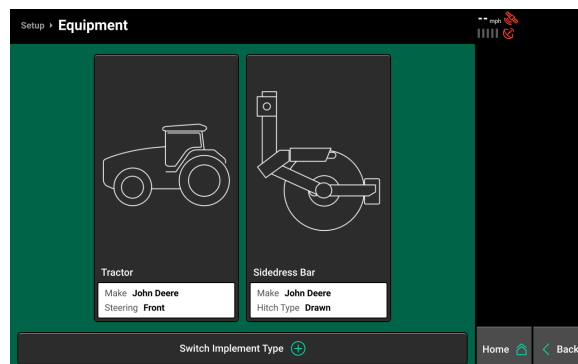 Setup › Equipment
-- mph
Tractor
Make John Deere
Steering Front
Sidedress Bar
Make John Deere
Hitch Type Drawn
Switch Implement Type
Home
Back